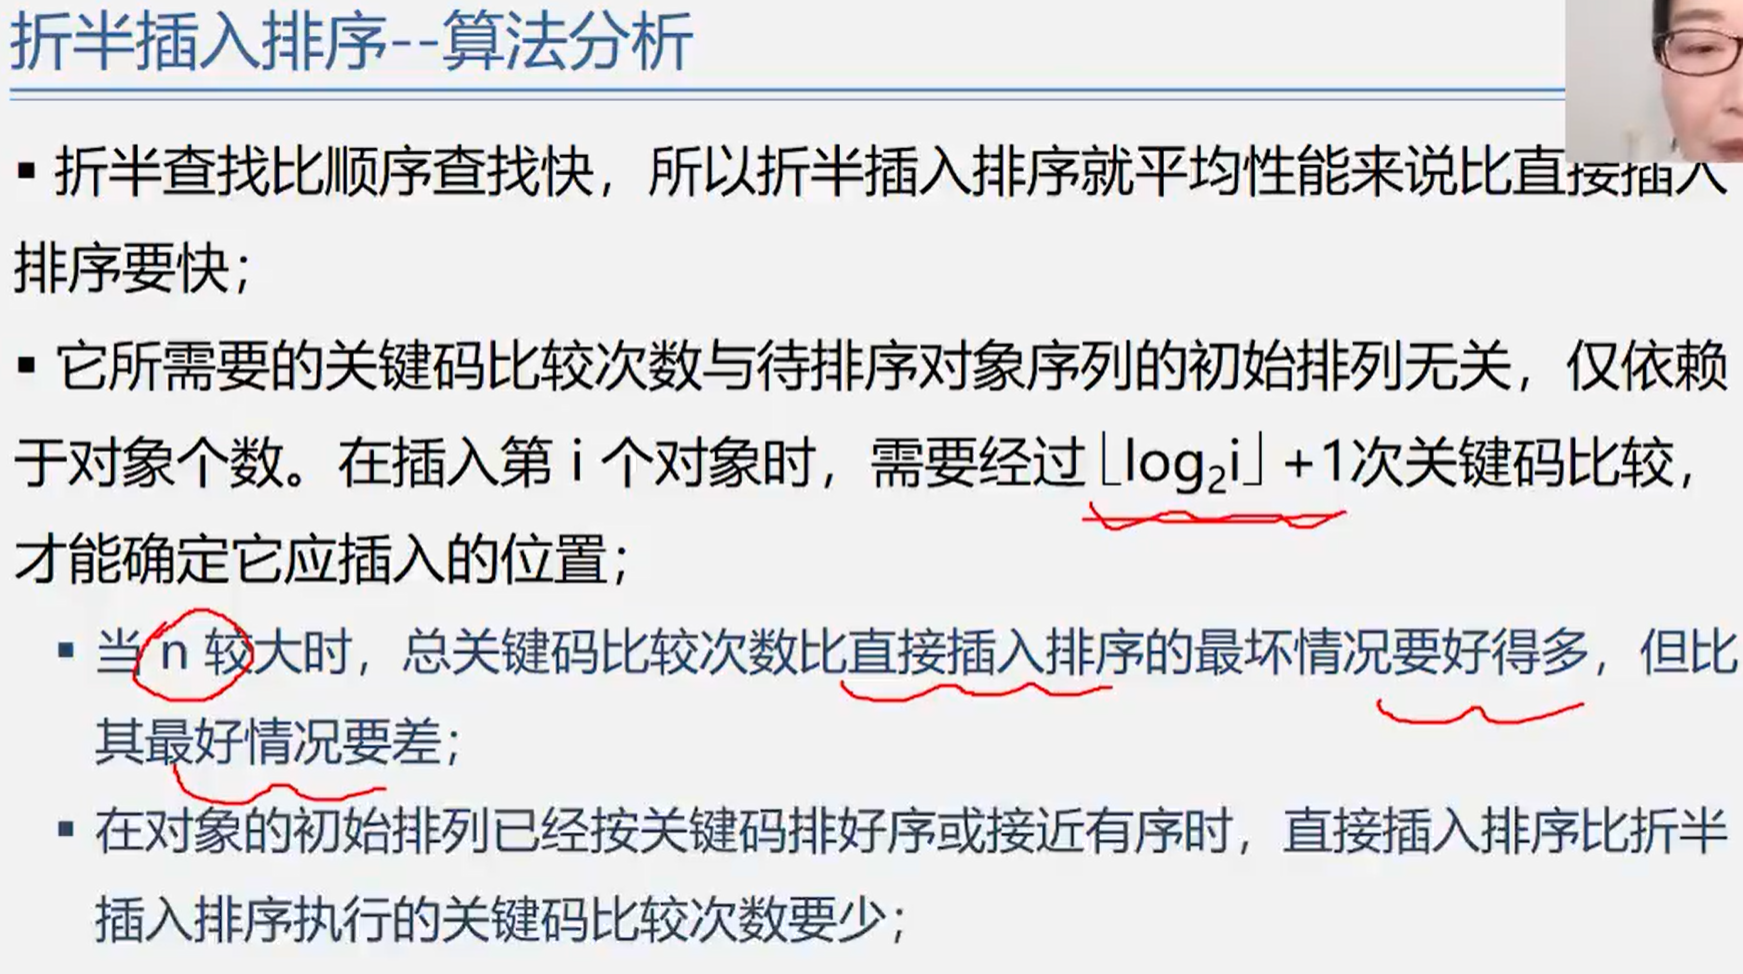 折半插入排序--算法分析
▪ 折半查找比顺序查找快，所以折半插入排序就平均性能来说比直接插入
排序要快；
▪ 它所需要的关键码比较次数与待排序对象序列的初始排列无关，仅依赖
于对象个数。在插入第 i 个对象时，需要经过⌊log₂i⌋ +1次关键码比较，
才能确定它应插入的位置；
▪ 当 n 较大时，总关键码比较次数比直接插入排序的最坏情况要好得多，但比
其最好情况要差；
▪ 在对象的初始排列已经按关键码排好序或接近有序时，直接插入排序比折半
插入排序执行的关键码比较次数要少；